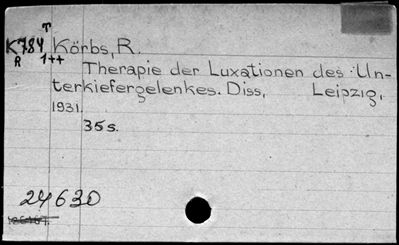 T
K784 Körbs, R.
R 1++ Therapie der Luxationen des Un-
terkiefergelenkes. Diss, Leipzig,
1931.
35 s.
24630